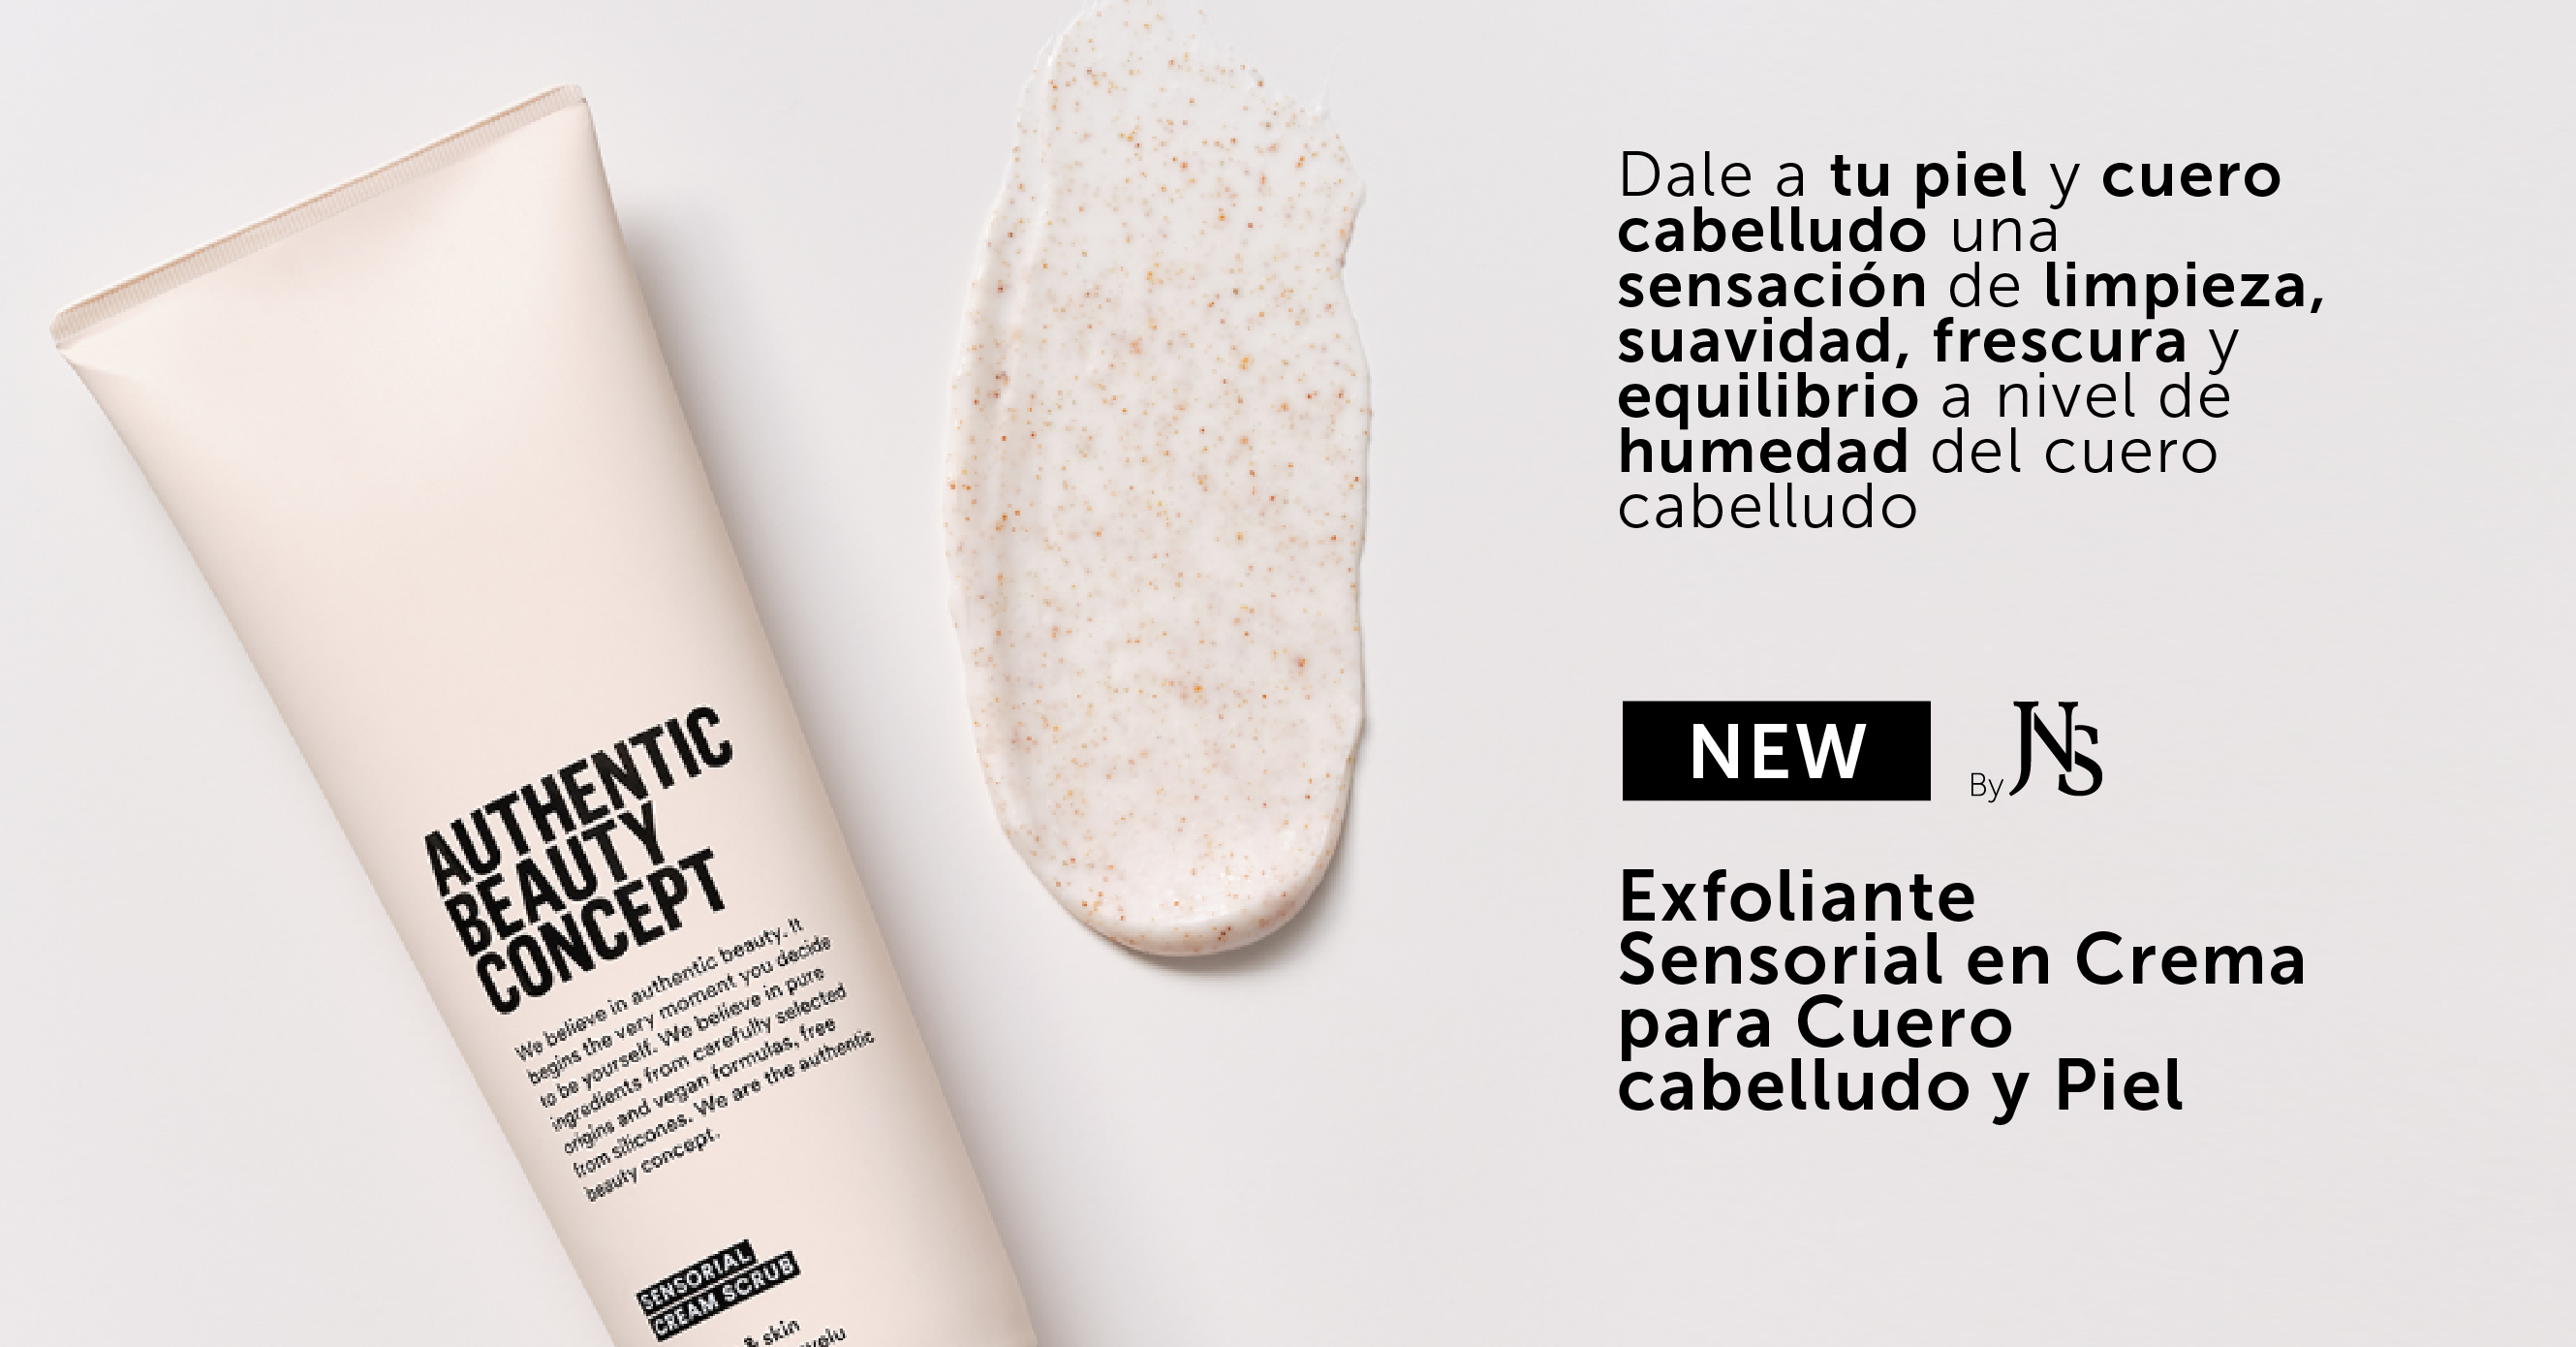 AUTHENTIC
BEAUTY
CONCEPT
We believe in authentic beauty. It
begins the very moment you decide
to be yourself. We believe in pure
ingredients from carefully selected
origins and vegan formulas, free
from silicones. We are the authentic
beauty concept.
SENSORIAL
CREAM SCRUB
& skin
Dale a tu piel y cuero
cabelludo una
sensación de limpieza,
suavidad, frescura y
equilibrio a nivel de
humedad del cuero
cabelludo
NEW
By JNS
Exfoliante
Sensorial en Crema
para Cuero
cabelludo y Piel